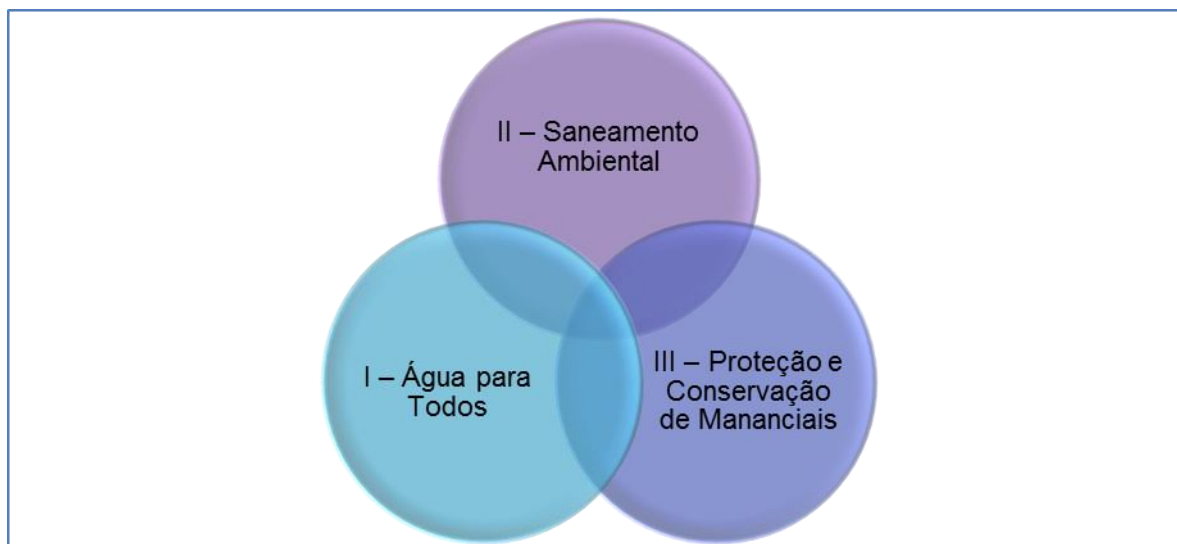 II – Saneamento
Ambiental
I – Água para
Todos
III – Proteção e
Conservação
de Mananciais